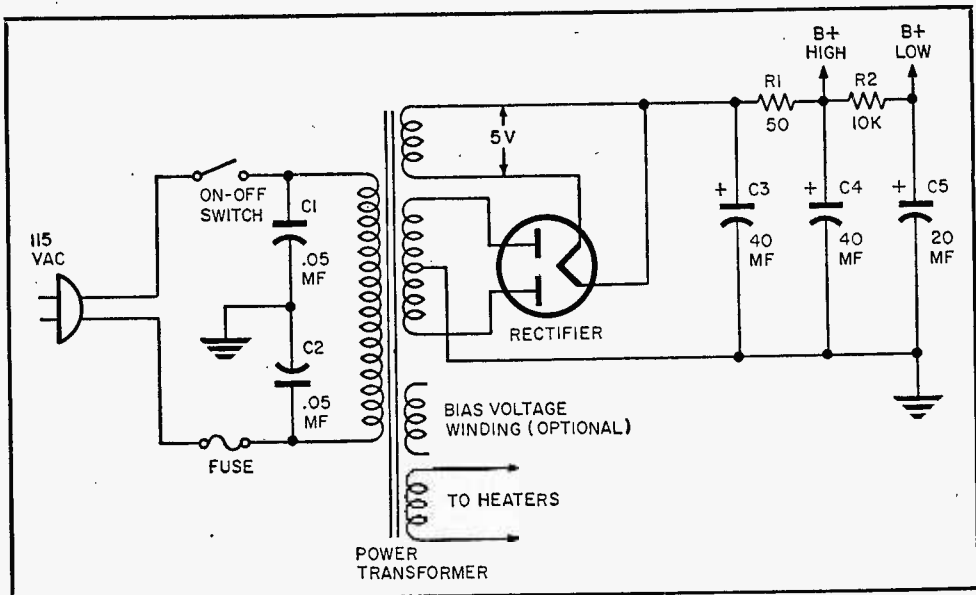 B+
HIGH
B+
LOW
R1
50
R2
10K
5V
ON-OFF
SWITCH
C1
.05
MF
115
VAC
+ C3
40
MF
+ C4
40
MF
+ C5
20
MF
RECTIFIER
C2
.05
MF
FUSE
BIAS VOLTAGE
WINDING (OPTIONAL)
TO HEATERS
POWER
TRANSFORMER